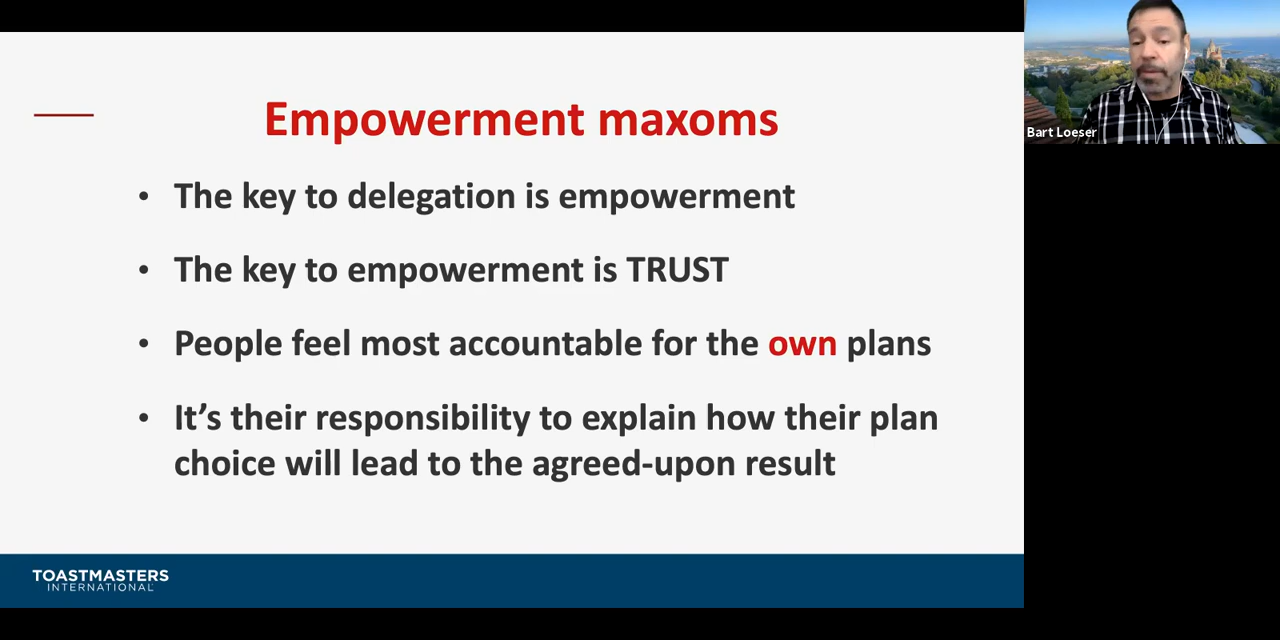 Empowerment maxoms
• The key to delegation is empowerment
• The key to empowerment is TRUST
• People feel most accountable for the own plans
• It’s their responsibility to explain how their plan
choice will lead to the agreed-upon result
TOASTMASTERS
INTERNATIONAL
Bart Loeser